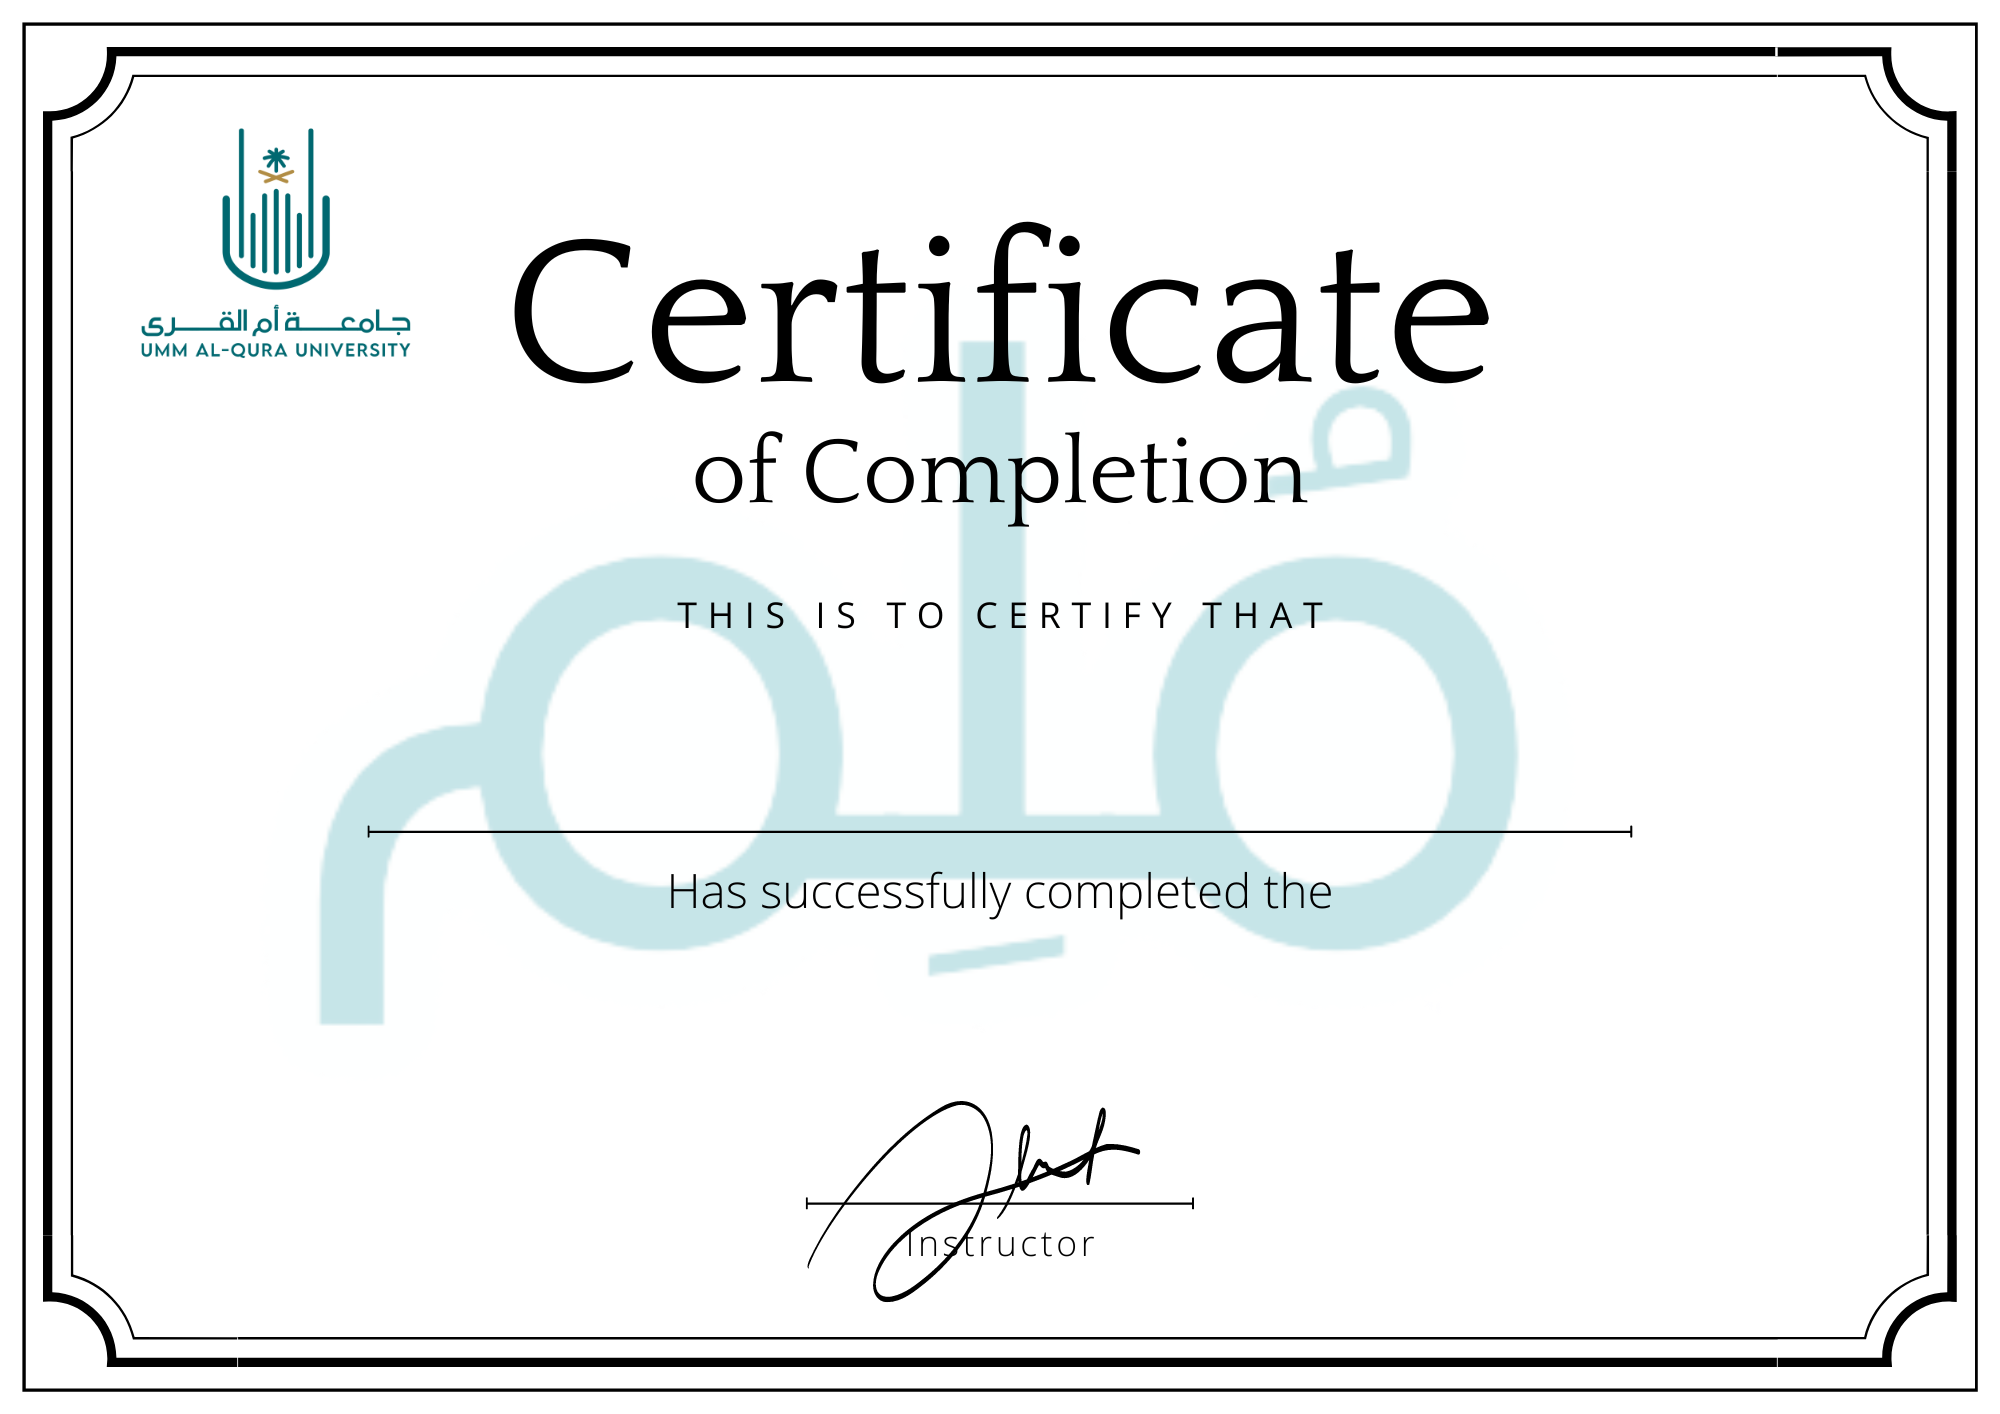 جامعة أم القرى
UMM AL-QURA UNIVERSITY
Certificate
of Completion
THIS IS TO CERTIFY THAT
مُلِم
Has successfully completed the
Instructor